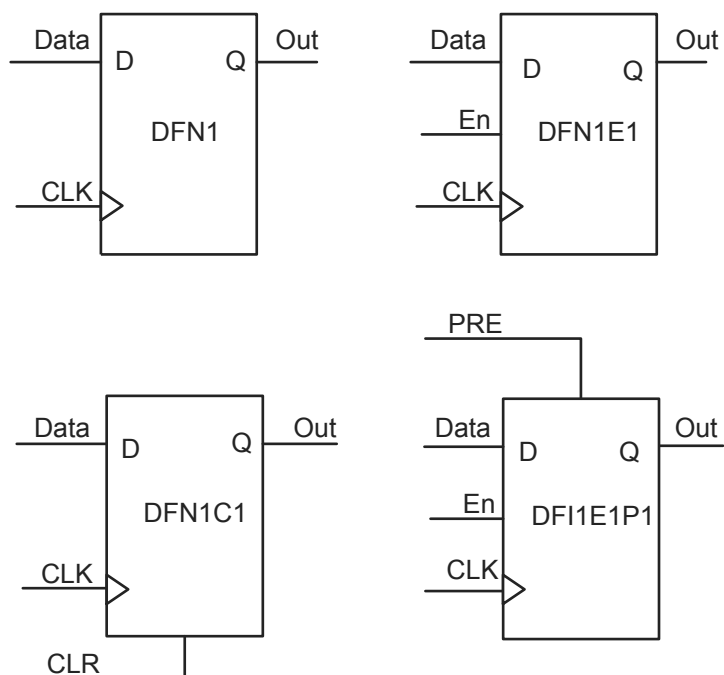 Data
D
Q
Out
DFN1
CLK
Data
D
Q
Out
En
DFN1E1
CLK
Data
D
Q
Out
DFN1C1
CLK
CLR
PRE
Data
D
Q
Out
En
DFI1E1P1
CLK